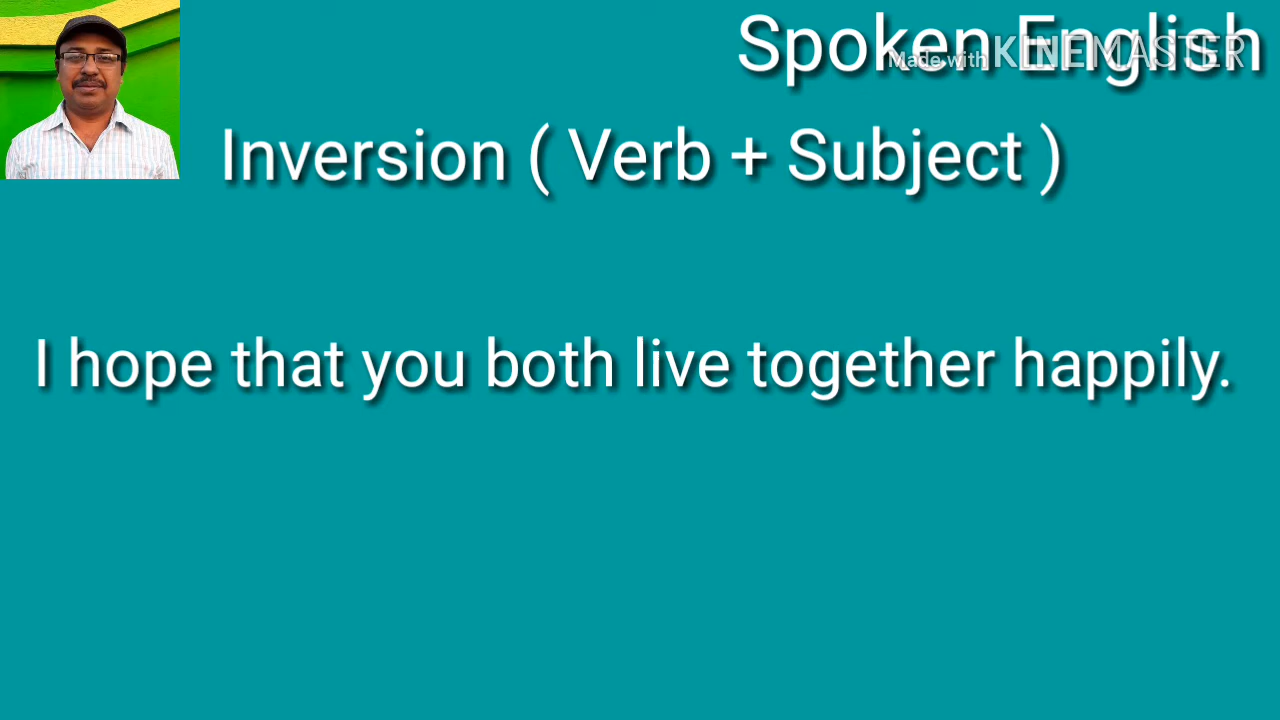 Spoken English
Made with KINEMASTER
Inversion ( Verb + Subject )
I hope that you both live together happily.